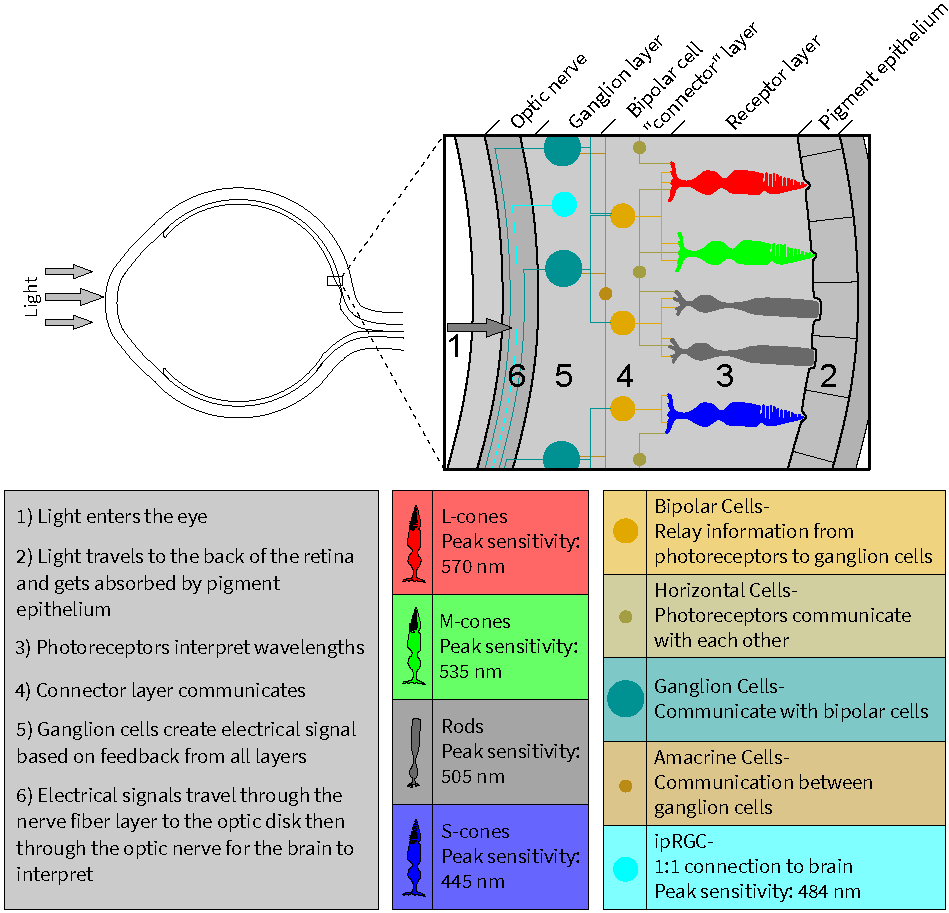 Optic nerve
Ganglion layer
Bipolar cell
"connector" layer
Receptor layer
Pigment epithelium
Light
1
6
5
4
3
2
1) Light enters the eye
2) Light travels to the back of the retina
and gets absorbed by pigment
epithelium
3) Photoreceptors interpret wavelengths
4) Connector layer communicates
5) Ganglion cells create electrical signal
based on feedback from all layers
6) Electrical signals travel through the
nerve fiber layer to the optic disk then
through the optic nerve for the brain to
interpret
L-cones
Peak sensitivity:
570 nm
M-cones
Peak sensitivity:
535 nm
Rods
Peak sensitivity:
505 nm
S-cones
Peak sensitivity:
445 nm
Bipolar Cells-
Relay information from
photoreceptors to ganglion cells
Horizontal Cells-
Photoreceptors communicate
with each other
Ganglion Cells-
Communicate with bipolar cells
Amacrine Cells-
Communication between
ganglion cells
ipRGC-
1:1 connection to brain
Peak sensitivity: 484 nm